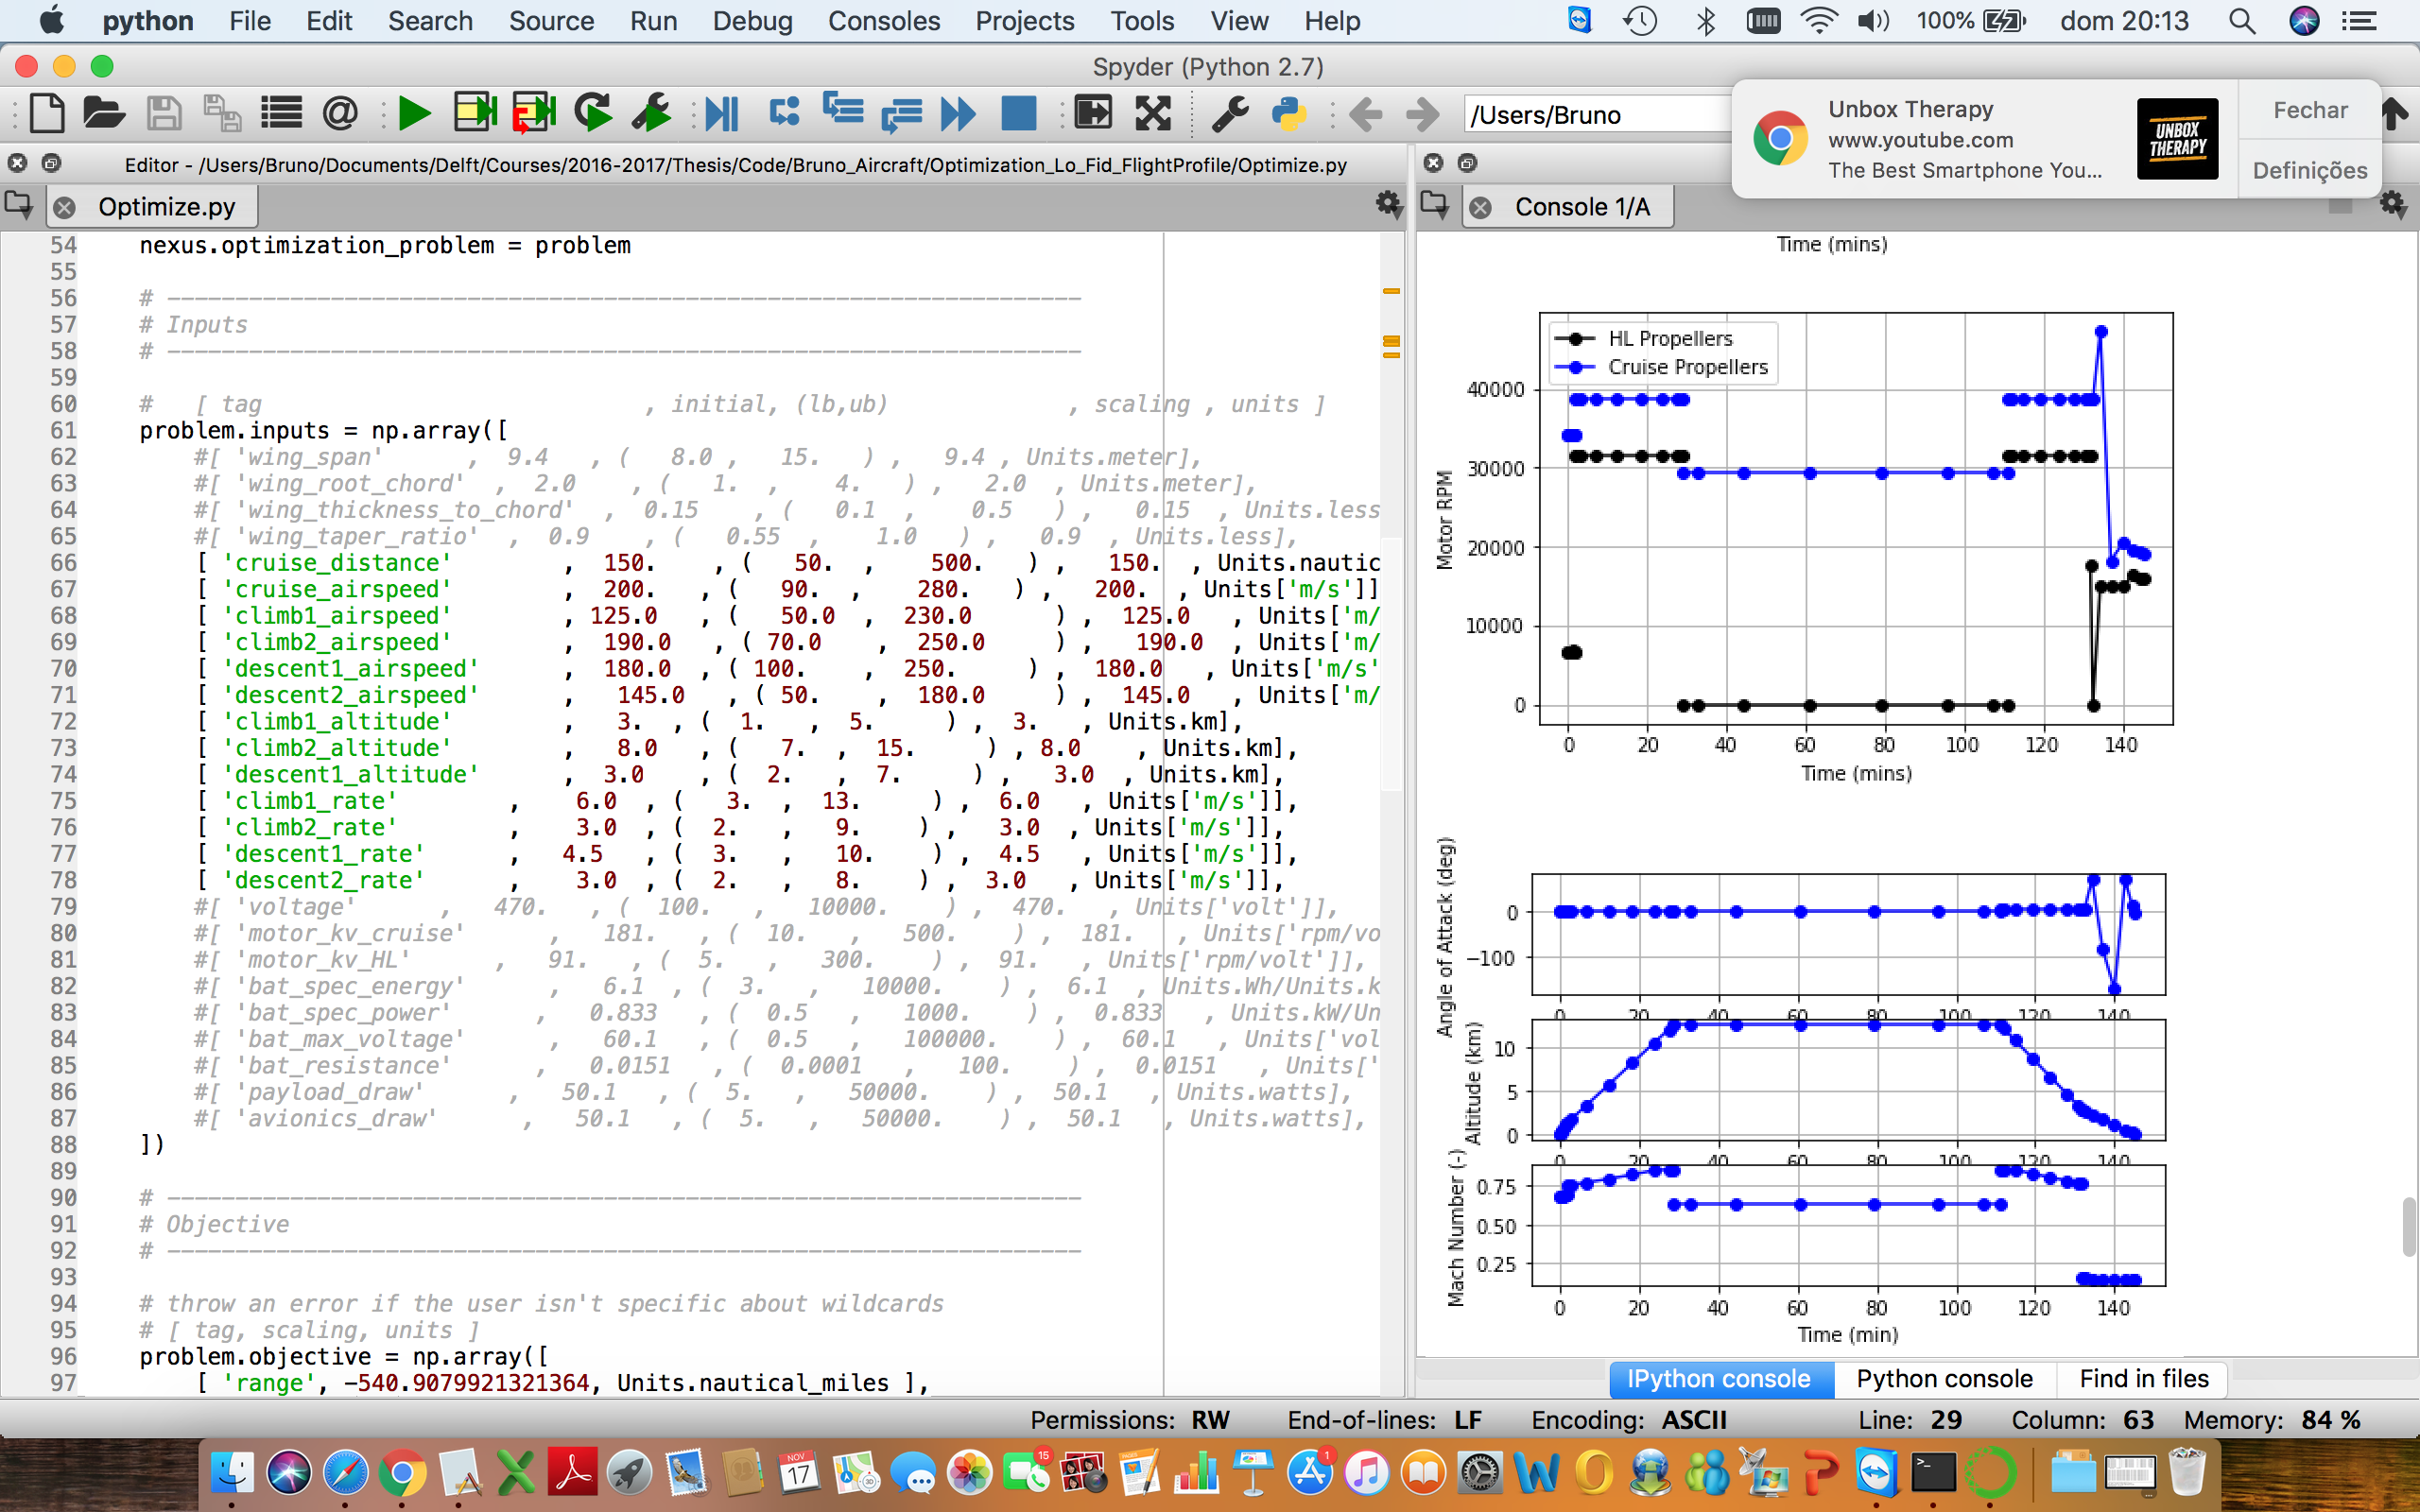 python File Edit Search Source Run Debug Consoles Projects Tools View Help 100% dom 20:13
Spyder (Python 2.7)
/Users/Bruno
Unbox Therapy
www.youtube.com
The Best Smartphone You...
UNBOX THERAPY
Fechar
Definições
Editor - /Users/Bruno/Documents/Delft/Courses/2016-2017/Thesis/Code/Bruno_Aircraft/Optimization_Lo_Fid_FlightProfile/Optimize.py
Optimize.py
Console 1/A
54 nexus.optimization_problem = problem
55
56 # --------------------------------------------------------------------
57 # Inputs
58 # --------------------------------------------------------------------
59
60 #   [ tag                            , initial, (lb,ub)             , scaling , units ]
61 problem.inputs = np.array([
62     #[ 'wing_span'      ,  9.4   , (   8.0 ,   15.   ) ,   9.4 , Units.meter],
63     #[ 'wing_root_chord'  ,  2.0    , (   1.  ,    4.   ) ,   2.0  , Units.meter],
64     #[ 'wing_thickness_to_chord'  ,  0.15    , (   0.1  ,    0.5   ) ,   0.15  , Units.less
65     #[ 'wing_taper_ratio'  ,  0.9    , (   0.55  ,    1.0   ) ,   0.9  , Units.less],
66     [ 'cruise_distance'        ,  150.    , (   50.  ,    500.   ) ,   150.  , Units.nautic
67     [ 'cruise_airspeed'        ,  200.   , (   90.  ,    280.   ) ,   200.  , Units['m/s']]
68     [ 'climb1_airspeed'        , 125.0   , (   50.0  ,  230.0      ) ,  125.0   , Units['m/
69     [ 'climb2_airspeed'        ,  190.0   , ( 70.0    ,  250.0     ) ,   190.0  , Units['m/
70     [ 'descent1_airspeed'      ,  180.0  , ( 100.    ,  250.     ) ,  180.0   , Units['m/s'
71     [ 'descent2_airspeed'      ,   145.0   , ( 50.    ,  180.0     ) ,  145.0   , Units['m/
72     [ 'climb1_altitude'        ,   3.  , (  1.   ,  5.     ) ,  3.   , Units.km],
73     [ 'climb2_altitude'        ,   8.0   , (   7.  ,  15.     ) , 8.0    , Units.km],
74     [ 'descent1_altitude'      ,  3.0    , (  2.   ,  7.     ) ,   3.0  , Units.km],
75     [ 'climb1_rate'        ,    6.0  , (   3.  ,  13.     ) ,  6.0   , Units['m/s']],
76     [ 'climb2_rate'        ,    3.0  , (  2.   ,   9.    ) ,   3.0  , Units['m/s']],
77     [ 'descent1_rate'      ,   4.5   , (  3.   ,   10.    ) ,  4.5   , Units['m/s']],
78     [ 'descent2_rate'      ,    3.0  , (  2.   ,   8.    ) ,  3.0   , Units['m/s']],
79     #[ 'voltage'      ,   470.   , (  100.   ,   10000.    ) ,  470.   , Units['volt']],
80     #[ 'motor_kv_cruise'      ,   181.   , (  10.   ,   500.    ) ,  181.   , Units['rpm/vo
81     #[ 'motor_kv_HL'      ,   91.   , (  5.   ,   300.    ) ,  91.   , Units['rpm/volt']],
82     #[ 'bat_spec_energy'      ,   6.1  , (  3.   ,   10000.    ) ,  6.1  , Units.Wh/Units.k
83     #[ 'bat_spec_power'     ,   0.833   , (  0.5   ,   1000.    ) ,  0.833   , Units.kW/Un
84     #[ 'bat_max_voltage'      ,   60.1  , (  0.5   ,   100000.    ) ,  60.1   , Units['vol
85     #[ 'bat_resistance'     ,   0.0151   , (  0.0001   ,   100.    ) ,  0.0151   , Units['
86     #[ 'payload_draw'      ,   50.1   , (  5.   ,   50000.    ) ,  50.1   , Units.watts],
87     #[ 'avionics_draw'      ,   50.1   , (  5.   ,   50000.    ) ,  50.1   , Units.watts],
88 ])
89
90 # --------------------------------------------------------------------
91 # Objective
92 # --------------------------------------------------------------------
93
94 # throw an error if the user isn't specific about wildcards
95 # [ tag, scaling, units ]
96 problem.objective = np.array([
97     [ 'range', -540.9079921321364, Units.nautical_miles ],
Time (mins)
HL Propellers
Cruise Propellers
Motor RPM
40000
30000
20000
10000
0
0 20 40 60 80 100 120 140
Time (mins)
Angle of Attack (deg)
0
-100
0 20 40 60 80 100 120 140
Altitude (km)
10
5
0
0 20 40 60 80 100 120 140
Mach Number (-)
0.75
0.50
0.25
0 20 40 60 80 100 120 140
Time (min)
IPython console Python console Find in files
Permissions: RW End-of-lines: LF Encoding: ASCII Line: 29 Column: 63 Memory: 84 %
NOV
17
15
1